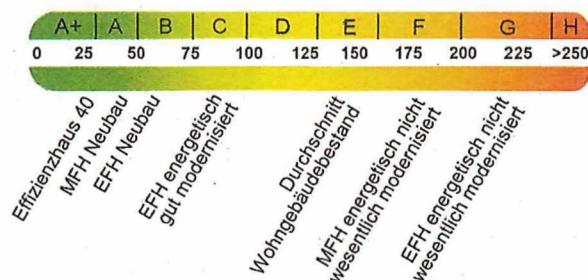 A+ A B C D E F G H
0 25 50 75 100 125 150 175 200 225 >250
Effizienzhaus 40
MFH Neubau
EFH Neubau
EFH energetisch
gut modernisiert
Durchschnitt
Wohngebäudebestand
MFH energetisch nicht
wesentlich modernisiert
EFH energetisch nicht
wesentlich modernisiert